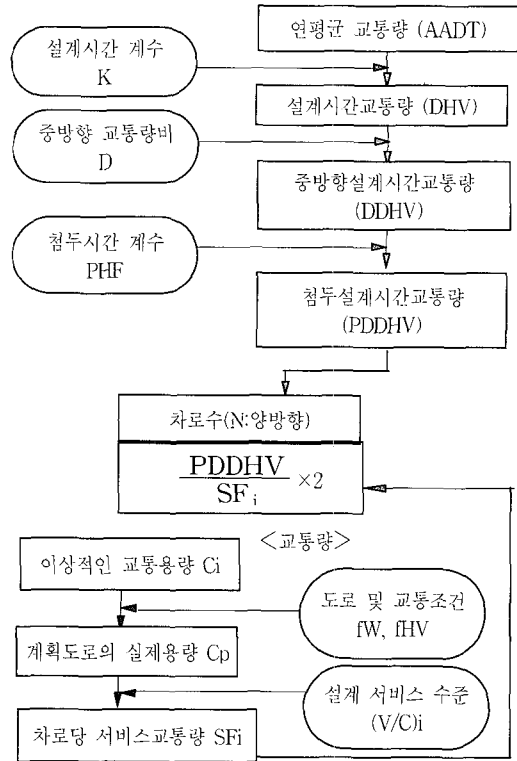 연평균 교통량 (AADT)
설계시간 계수
K
설계시간교통량 (DHV)
중방향 교통량비
D
중방향설계시간교통량
(DDHV)
첨두시간 계수
PHF
첨두설계시간교통량
(PDDHV)
차로수(N:양방향)
PDDHV
SF i ×2
<교통량>
이상적인 교통용량 Ci
도로 및 교통조건
fW, fHV
계획도로의 실제용량 Cp
설계 서비스 수준
(V/C)i
차로당 서비스교통량 SFi